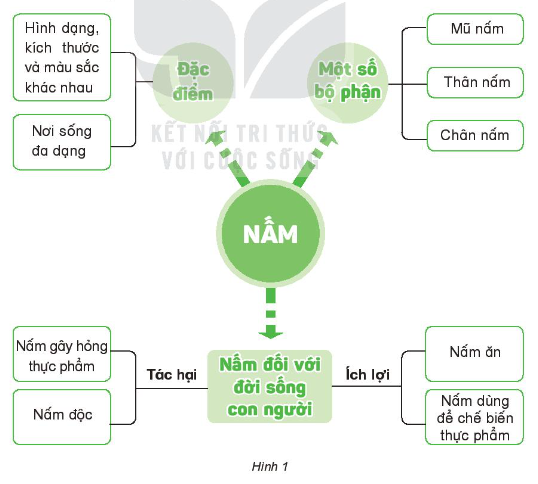 Hình dạng,
kích thước
và màu sắc
khác nhau
Nơi sống
đa dạng
Đặc
điểm
Một số
bộ phận
Mũ nấm
Thân nấm
Chân nấm
KẾT NỐI TRI THỨC
VỚI CUỘC SỐNG
NẤM
Nấm gây hỏng
thực phẩm
Nấm độc
Tác hại
Nấm đối với
đời sống
con người
Ích lợi
Nấm ăn
Nấm dùng
để chế biến
thực phẩm
Hình 1